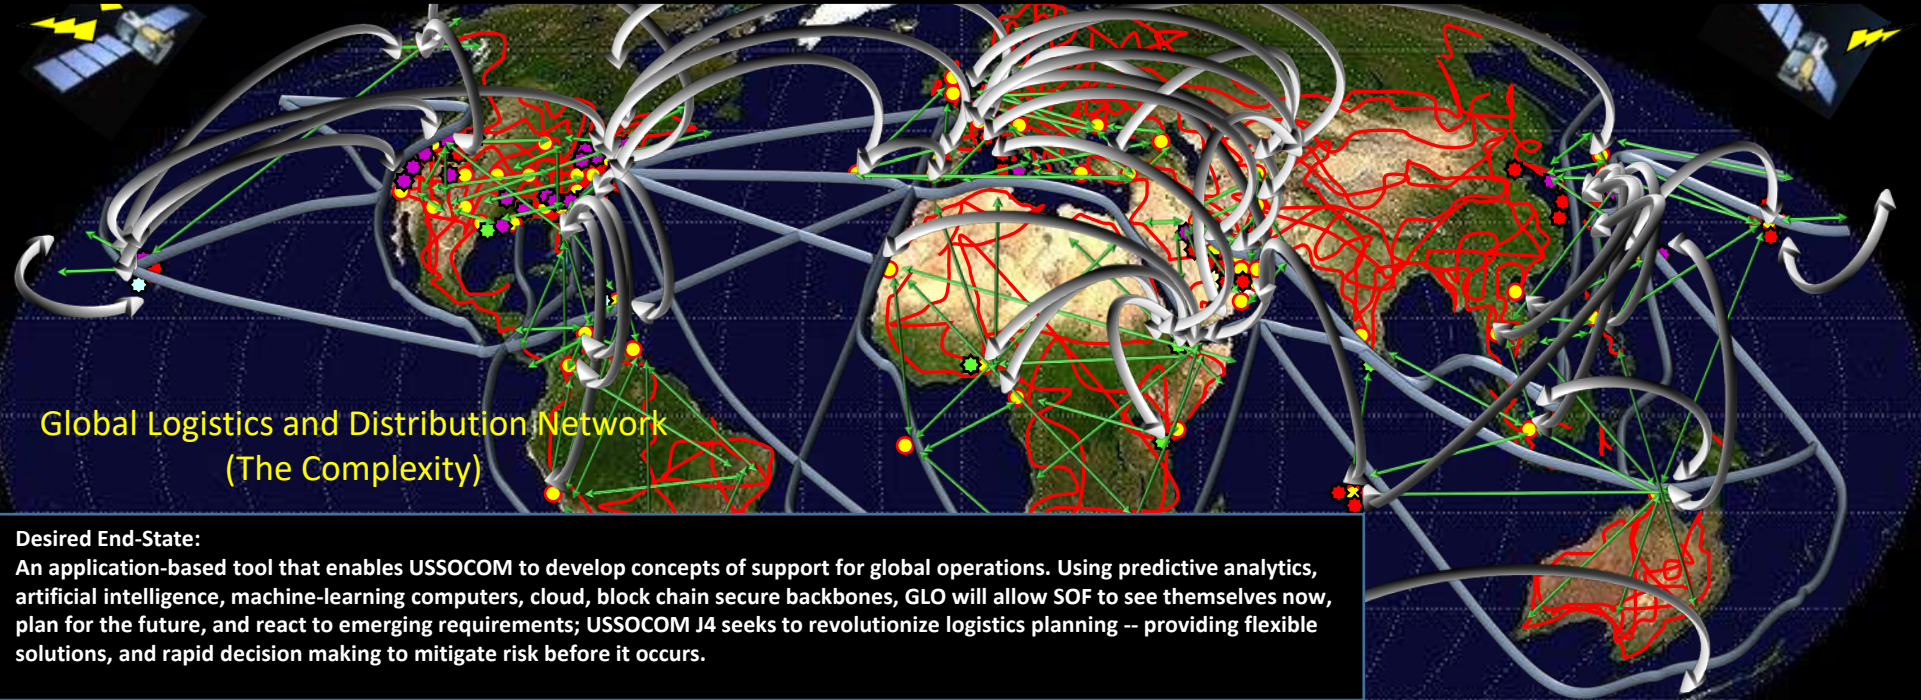 Global Logistics and Distribution Network
(The Complexity)
Desired End-State:
An application-based tool that enables USSOCOM to develop concepts of support for global operations. Using predictive analytics,
artificial intelligence, machine-learning computers, cloud, block chain secure backbones, GLO will allow SOF to see themselves now,
plan for the future, and react to emerging requirements; USSOCOM J4 seeks to revolutionize logistics planning -- providing flexible
solutions, and rapid decision making to mitigate risk before it occurs.